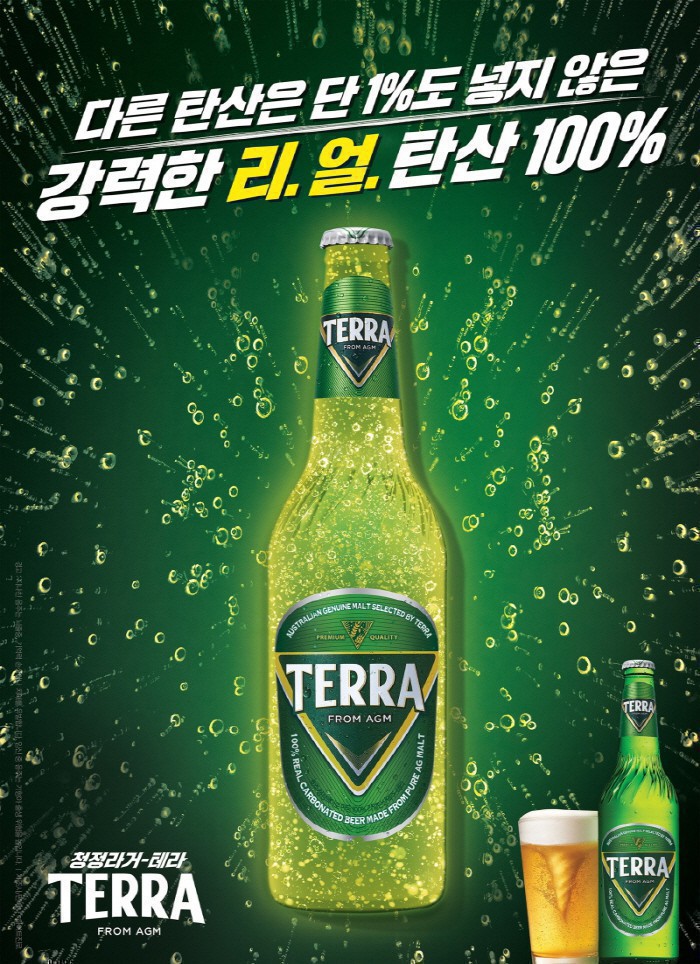 다른 탄산은 단 1%도 넣지 않은
강력한 리.얼. 탄산 100%
TERRA
FROM AGM
AUSTRALIAN GENUINE MALT SELECTED BY TERRA
PREMIUM QUALITY
TERRA
FROM AGM
100% REAL CARBONATED BEER MADE FROM PURE AG MALT
청정라거-테라
TERRA
FROM AGM
TERRA
TERRA
FROM AGM